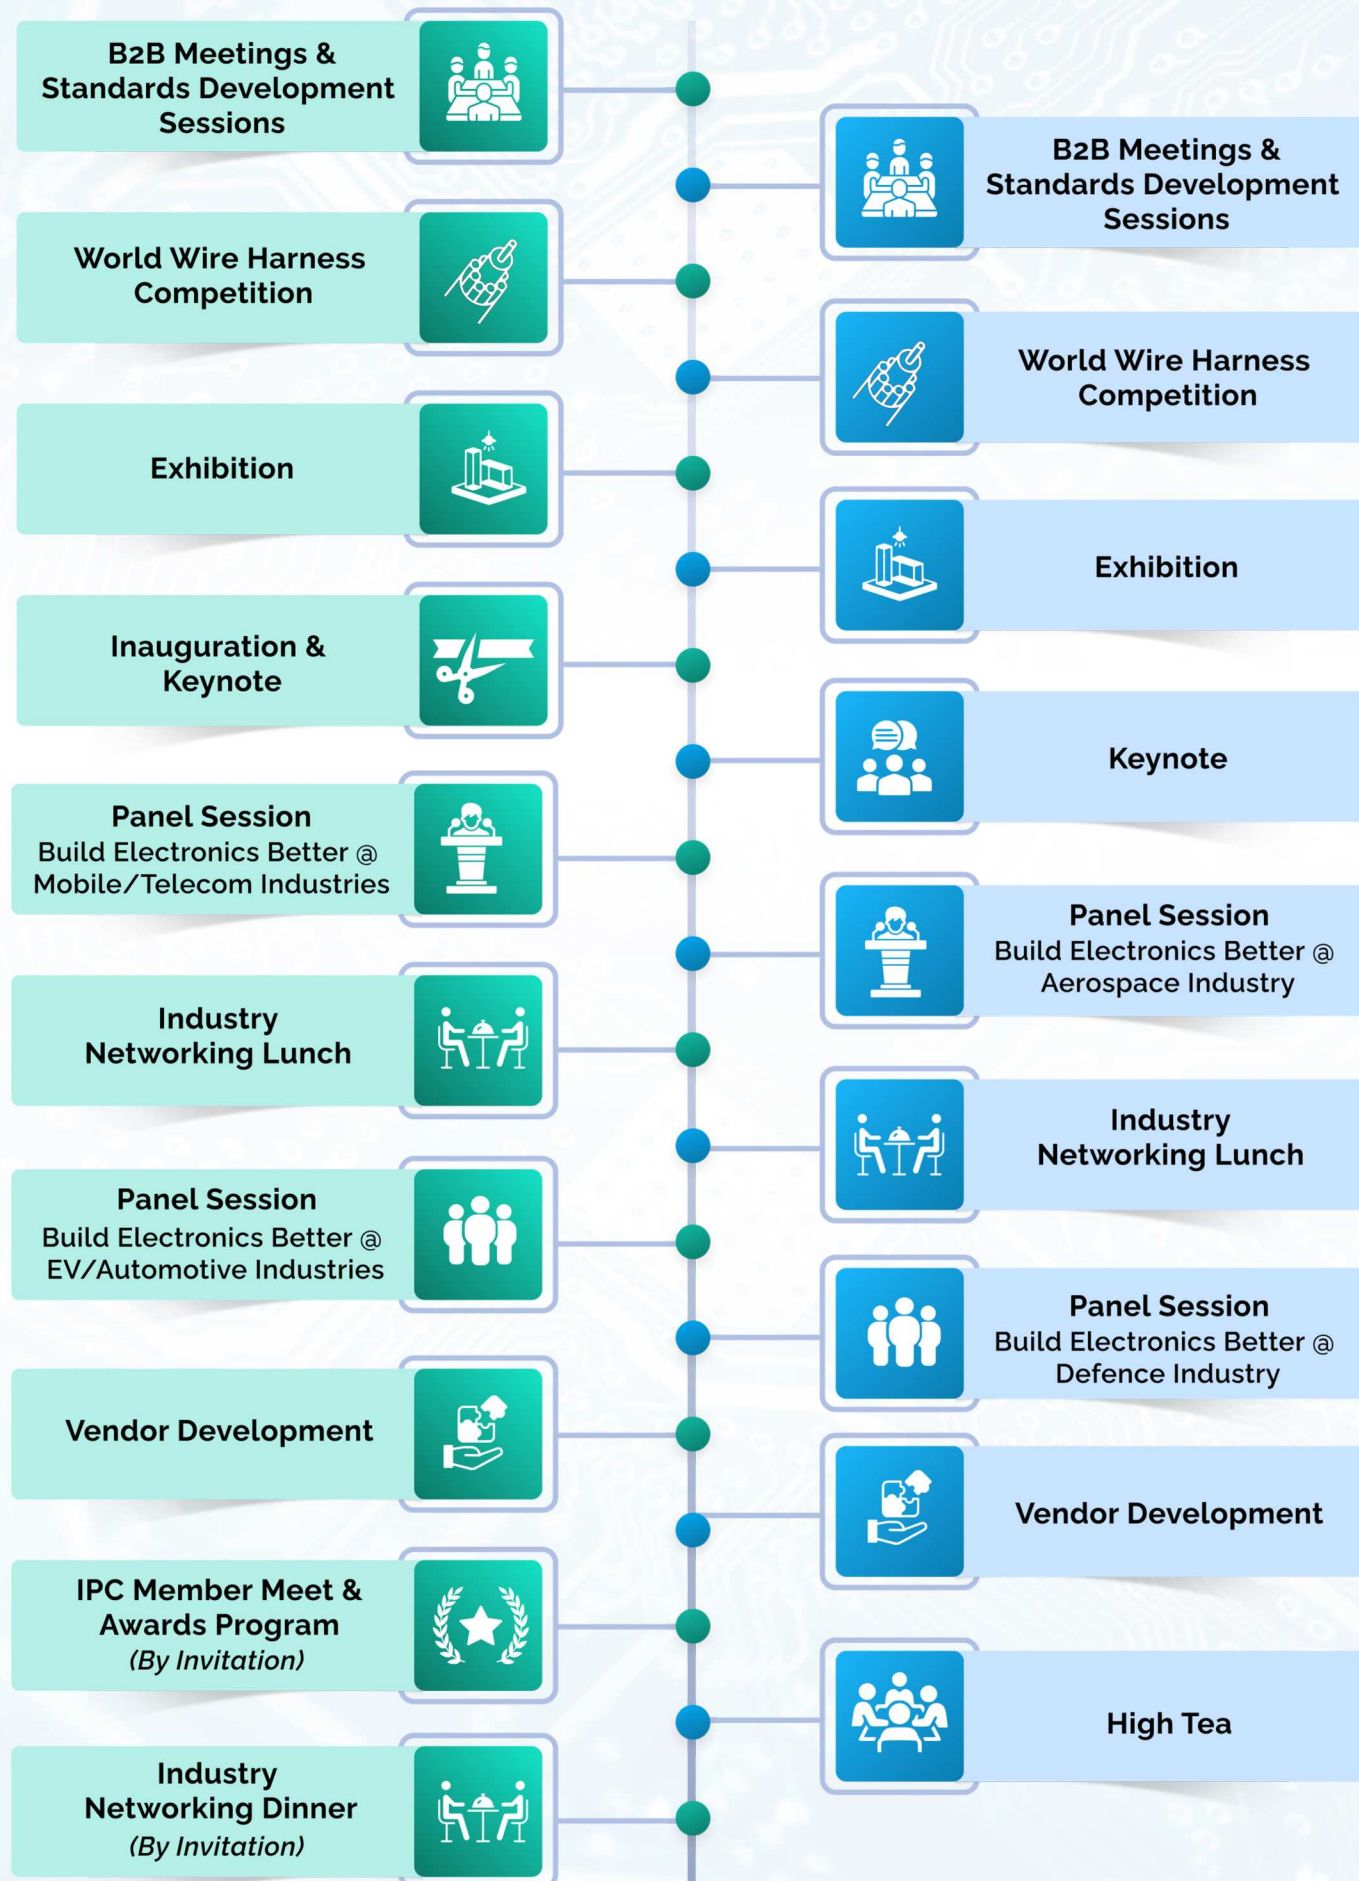 B2B Meetings &
Standards Development
Sessions
World Wire Harness
Competition
Exhibition
Inauguration &
Keynote
Panel Session
Build Electronics Better @
Mobile/Telecom Industries
Industry
Networking Lunch
Panel Session
Build Electronics Better @
EV/Automotive Industries
Vendor Development
IPC Member Meet &
Awards Program
(By Invitation)
Industry
Networking Dinner
(By Invitation)
B2B Meetings &
Standards Development
Sessions
World Wire Harness
Competition
Exhibition
Keynote
Panel Session
Build Electronics Better @
Aerospace Industry
Industry
Networking Lunch
Panel Session
Build Electronics Better @
Defence Industry
Vendor Development
High Tea